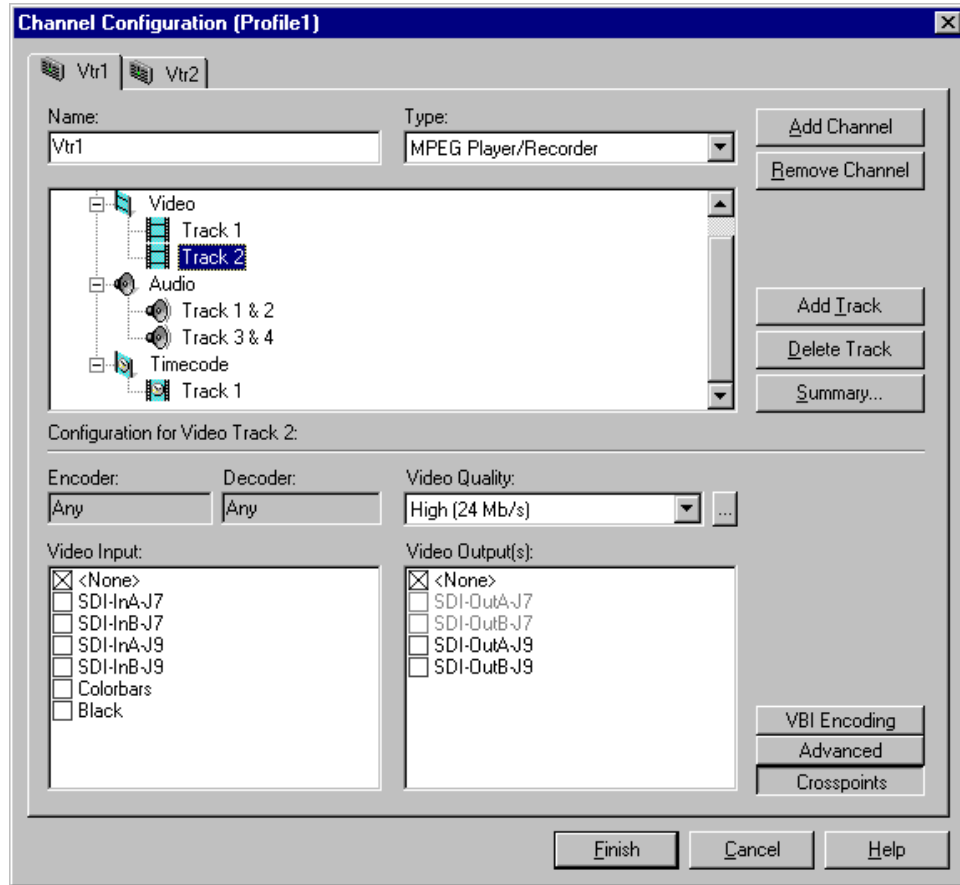 Channel Configuration (Profile1)
Vtr1 Vtr2
Name:
Vtr1
Type:
MPEG Player/Recorder
Add Channel
Remove Channel
Video
Track 1
Track 2
Audio
Track 1 & 2
Track 3 & 4
Timecode
Track 1
Add Track
Delete Track
Summary...
Configuration for Video Track 2:
Encoder:
Any
Decoder:
Any
Video Quality:
High (24 Mb/s)
...
Video Input:
<None>
SDI-InA-J7
SDI-InB-J7
SDI-InA-J9
SDI-InB-J9
Colorbars
Black
Video Output(s):
<None>
SDI-OutA-J7
SDI-OutB-J7
SDI-OutA-J9
SDI-OutB-J9
VBI Encoding
Advanced
Crosspoints
Finish
Cancel
Help